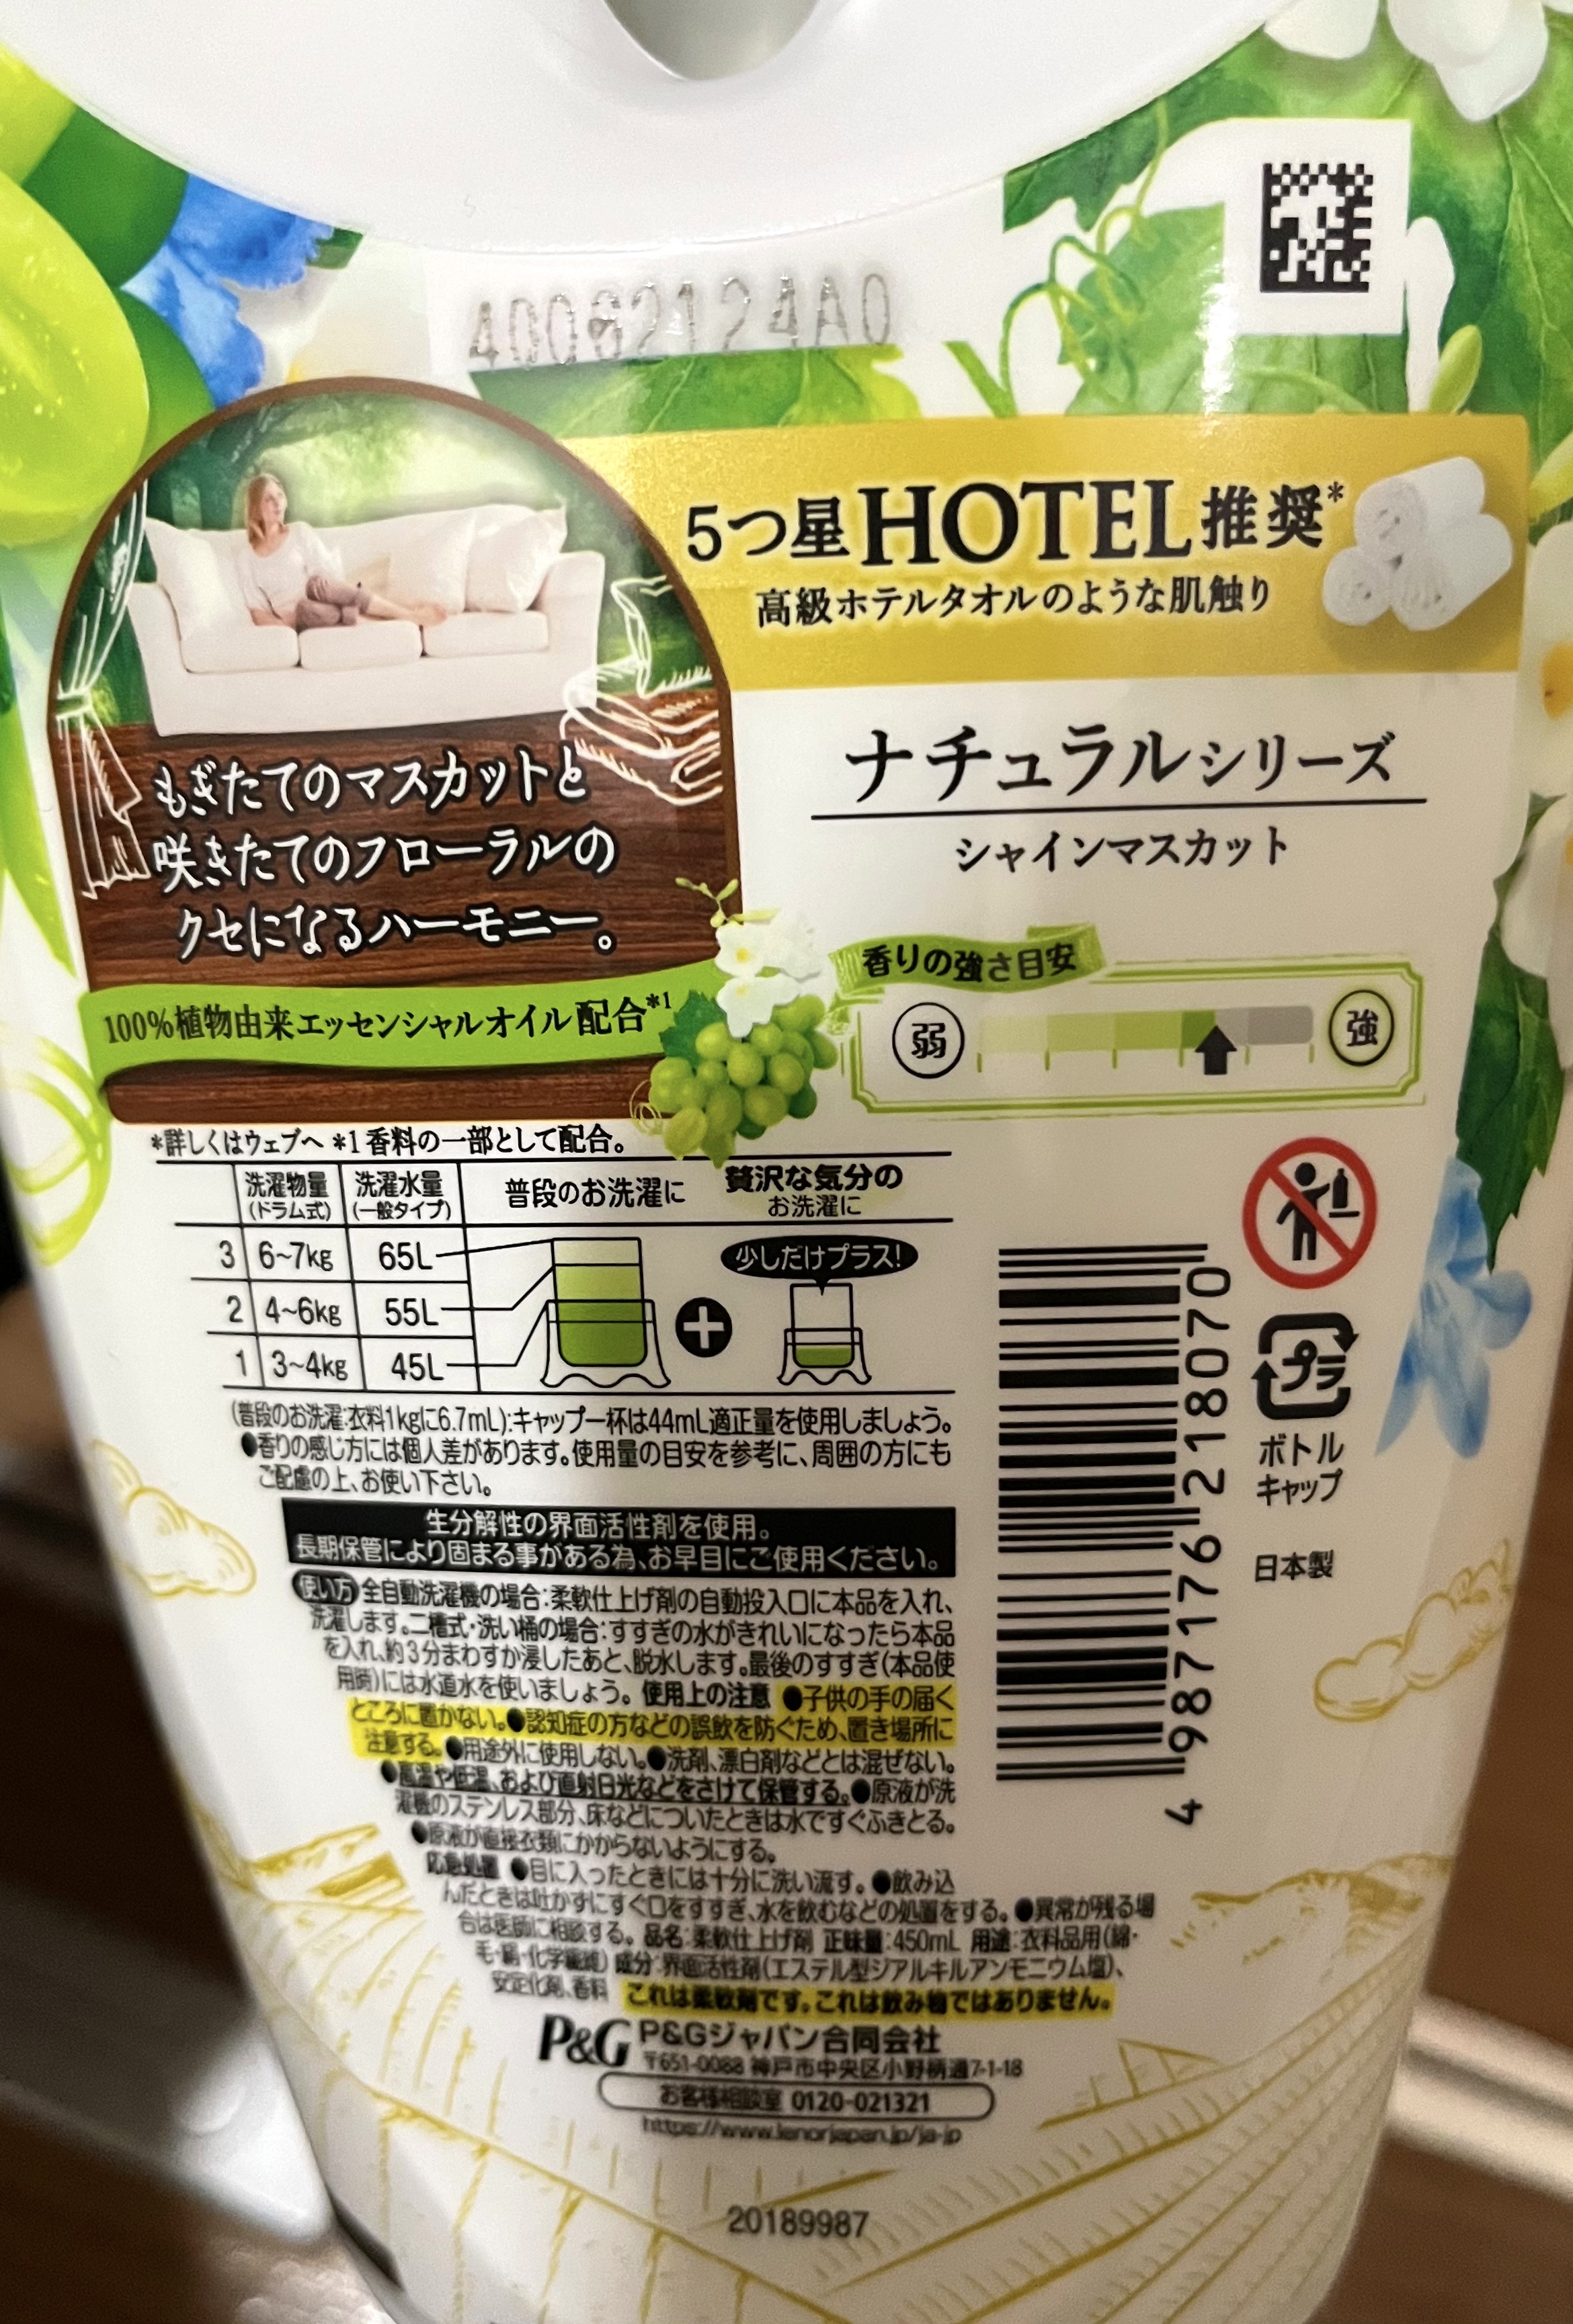 40062124A0
5つ星HOTEL推奨*
高級ホテルタオルのような肌触り
もぎたてのマスカットと
咲きたてのフローラルの
クセになるハーモニー。
100%植物由来エッセンシャルオイル配合*1
ナチュラルシリーズ
シャインマスカット
香りの強さ目安
弱 強
*詳しくはウェブへ *1 香料の一部として配合。
洗濯物量 洗濯水量 普段のお洗濯に 贅沢な気分の
(ドラム式) (一般タイプ) お洗濯に
3 6~7kg 65L 少しだけプラス!
2 4~6kg 55L
1 3~4kg 45L
(普段のお洗濯:衣料1kgに6.7mL):キャップ一杯は44mL適正量を使用しましょう。
●香りの感じ方には個人差があります。使用量の目安を参考に、周囲の方にも
ご配慮の上、お使い下さい。
生分解性の界面活性剤を使用。
長期保管により固まる事がある為、お早目にご使用ください。
使い方 全自動洗濯機の場合:柔軟仕上げ剤の自動投入口に本品を入れ、
洗濯します。二槽式・洗い桶の場合:すすぎの水がきれいになったら本品
を入れ、約3分まわすか浸したあと、脱水します。最後のすすぎ(本品使
用時)には水道水を使いましょう。使用上の注意 ●子供の手の届く
ところに置かない。●認知症の方などの誤飲を防ぐため、置き場所に
注意する。●用途外に使用しない。●洗剤、漂白剤などとは混ぜない。
●高温や低温、および直射日光などをさけて保管する。●原液が洗
濯機のステンレス部分、床などについたときは水ですぐふきとる。
●原液が直接衣類にかからないようにする。
応急処置 ●目に入ったときには十分に洗い流す。●飲み込
んだときは吐かずにすぐ口をすすぎ、水を飲むなどの処置をする。●異常が残る場
合は医師に相談する。品名:柔軟仕上げ剤 正味量:450mL 用途:衣料品用(綿・
毛・絹・化学繊維) 成分:界面活性剤(エステル型ジアルキルアンモニウム塩)、
安定化剤、香料 これは柔軟剤です。これは飲み物ではありません。
P&G P&Gジャパン合同会社
〒651-0088 神戸市中央区小野柄通7-1-18
お客様相談室 0120-021321
https://www.lenorjapan.jp/ja-jp
20189987
4 987176 218070
プラ
ボトル
キャップ
日本製